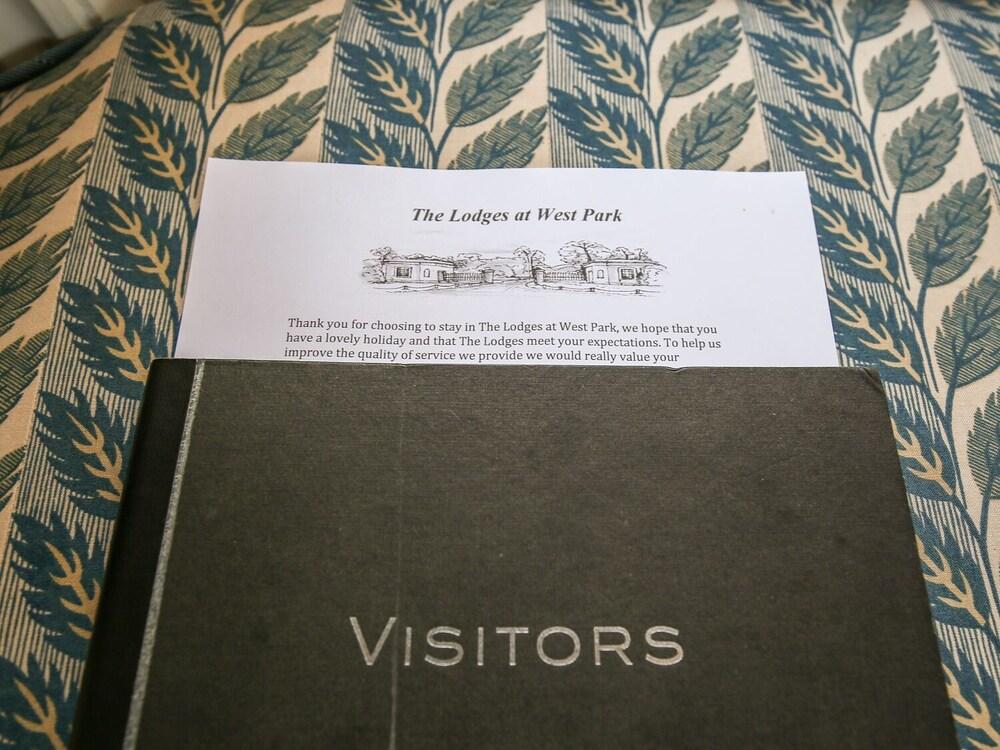 The Lodges at West Park
Thank you for choosing to stay in The Lodges at West Park, we hope that you
have a lovely holiday and that The Lodges meet your expectations. To help us
improve the quality of service we provide we would really value your
VISITORS